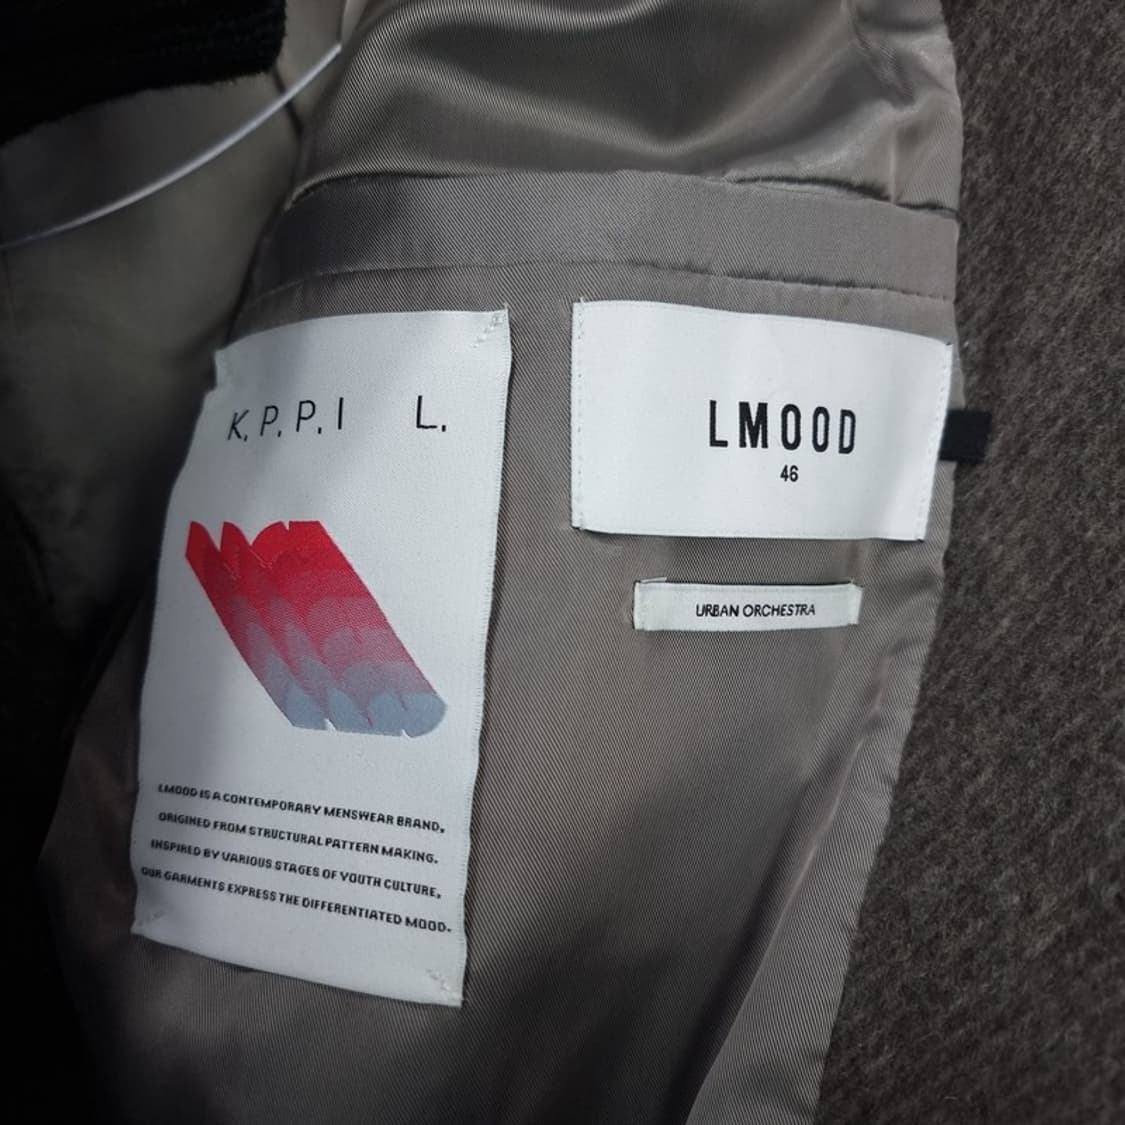 K. P. P. I L.
LMOOD IS A CONTEMPORARY MENSWEAR BRAND,
ORIGINED FROM STRUCTURAL PATTERN MAKING.
INSPIRED BY VARIOUS STAGES OF YOUTH CULTURE,
OUR GARMENTS EXPRESS THE DIFFERENTIATED MOOD.
LMOOD
46
URBAN ORCHESTRA